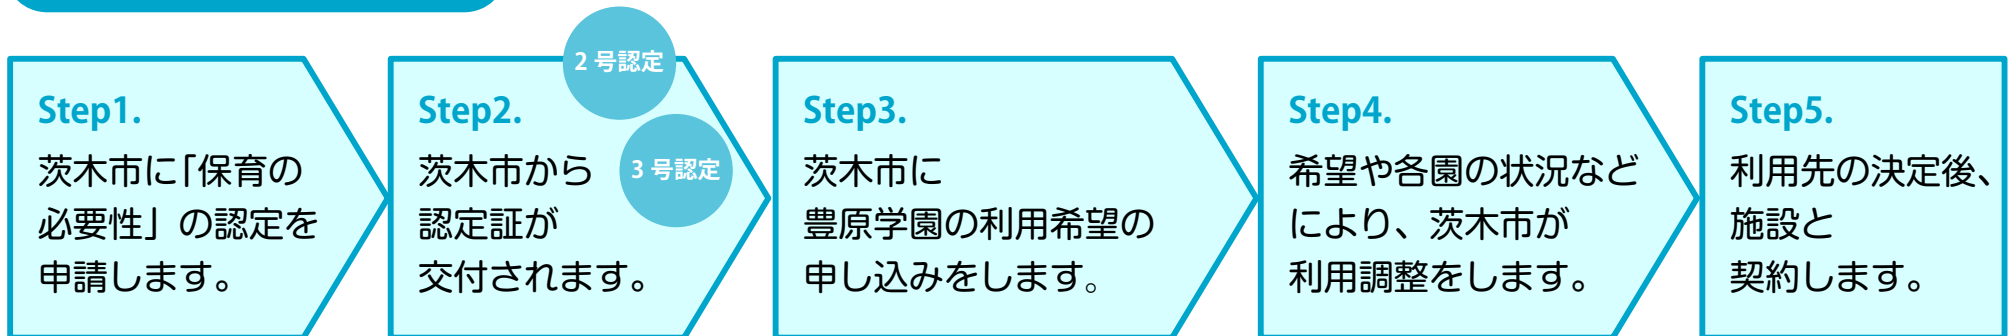 Step1.
茨木市に「保育の
必要性」の認定を
申請します。
2 号認定
3 号認定
Step2.
茨木市から
認定証が
交付されます。
Step3.
茨木市に
豊原学園の利用希望の
申し込みをします。
Step4.
希望や各園の状況など
により、茨木市が
利用調整をします。
Step5.
利用先の決定後、
施設と
契約します。